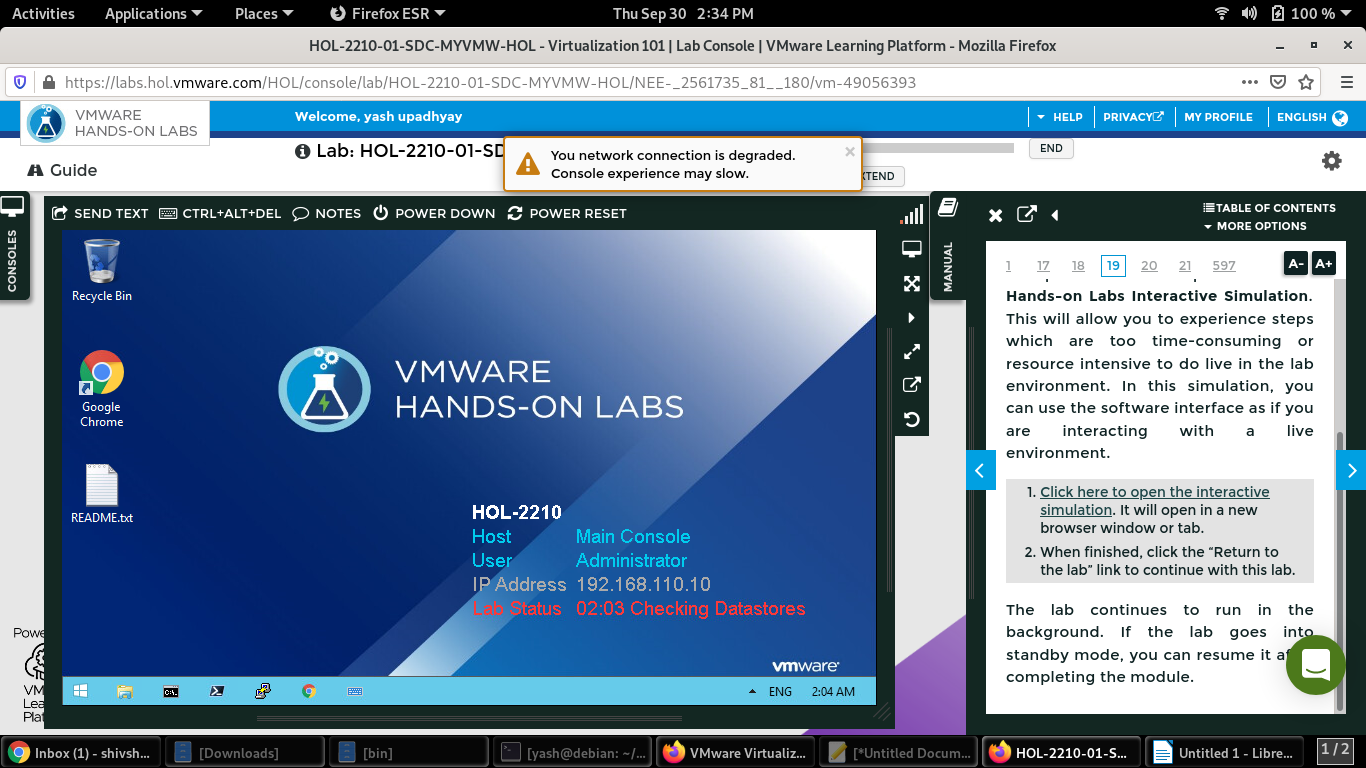 Activities Applications Places Firefox ESR Thu Sep 30 2:34 PM 100 %
HOL-2210-01-SDC-MYVMW-HOL - Virtualization 101 | Lab Console | VMware Learning Platform - Mozilla Firefox
https://labs.hol.vmware.com/HOL/console/lab/HOL-2210-01-SDC-MYVMW-HOL/NEE-_2561735_81__180/vm-49056393
VMWARE
HANDS-ON LABS
Welcome, yash upadhyay
HELP PRIVACY MY PROFILE ENGLISH
Lab: HOL-2210-01-SD
END
You network connection is degraded.
Console experience may slow.
×
TEND
Guide
CONSOLES
SEND TEXT CTRL+ALT+DEL NOTES POWER DOWN POWER RESET
Recycle Bin
Google
Chrome
README.txt
VMWARE
HANDS-ON LABS
HOL-2210
Host Main Console
User Administrator
IP Address 192.168.110.10
Lab Status 02:03 Checking Datastores
vmware
ENG 2:04 AM
MANUAL
TABLE OF CONTENTS
MORE OPTIONS
1 17 18 19 20 21 597 A- A+
Hands-on Labs Interactive Simulation.
This will allow you to experience steps
which are too time-consuming or
resource intensive to do live in the lab
environment. In this simulation, you
can use the software interface as if you
are interacting with a live
environment.
1. Click here to open the interactive
simulation. It will open in a new
browser window or tab.
2. When finished, click the “Return to
the lab” link to continue with this lab.
The lab continues to run in the
background. If the lab goes into
standby mode, you can resume it
completing the module.
Powe
VM
Lea
Plat
Inbox (1) - shivsh... [Downloads] [bin] [yash@debian: ~/... VMware Virtualiz... [*Untitled Docum... HOL-2210-01-S... Untitled 1 - Libre... 1 / 2